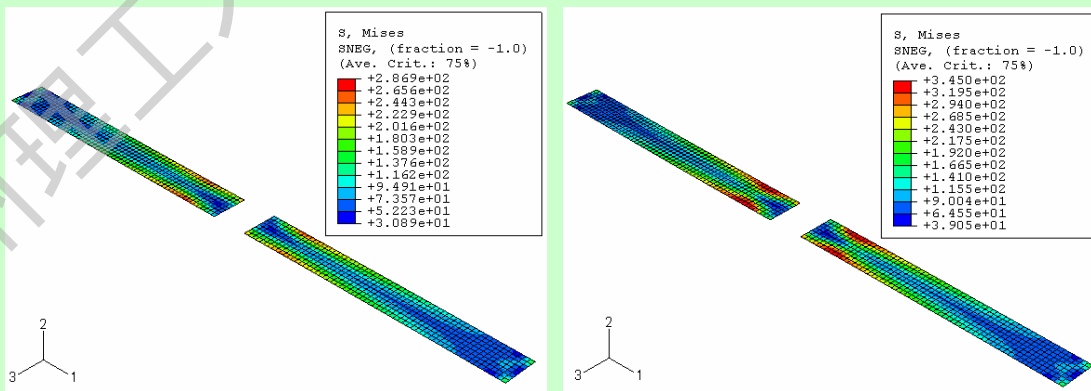 S, Mises
SNEG, (fraction = -1.0)
(Ave. Crit.: 75%)
+2.869e+02
+2.656e+02
+2.443e+02
+2.229e+02
+2.016e+02
+1.803e+02
+1.589e+02
+1.376e+02
+1.162e+02
+9.491e+01
+7.357e+01
+5.223e+01
+3.089e+01
2
3
1
S, Mises
SNEG, (fraction = -1.0)
(Ave. Crit.: 75%)
+3.450e+02
+3.195e+02
+2.940e+02
+2.685e+02
+2.430e+02
+2.175e+02
+1.920e+02
+1.665e+02
+1.410e+02
+1.155e+02
+9.004e+01
+6.455e+01
+3.905e+01
2
3
1
理工